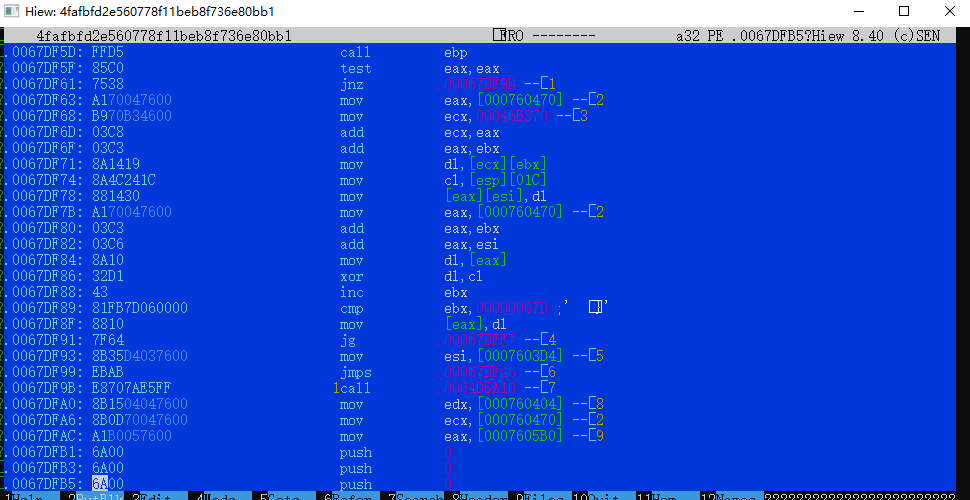 Hiew: 4fafbfd2e560778f11beb8f736e80bb1
4fafbfd2e560778f11beb8f736e80bb1 FRO -------- a32 PE .0067DFB5?Hiew 8.40 (c)SEN
.0067DF5D: FFD5 call ebp
.0067DF5F: 85C0 test eax,eax
.0067DF61: 7538 jnz .00067DF9B --[1
.0067DF63: A170047600 mov eax,[000760470] --[2
.0067DF68: B970B34600 mov ecx,00046B370 --[3
.0067DF6D: 03C8 add ecx,eax
.0067DF6F: 03C3 add eax,ebx
.0067DF71: 8A1419 mov dl,[ecx][ebx]
.0067DF74: 8A4C241C mov cl,[esp][01C]
.0067DF78: 881430 mov [eax][esi],dl
.0067DF7B: A170047600 mov eax,[000760470] --[2
.0067DF80: 03C3 add eax,ebx
.0067DF82: 03C6 add eax,esi
.0067DF84: 8A10 mov dl,[eax]
.0067DF86: 32D1 xor dl,cl
.0067DF88: 43 inc ebx
.0067DF89: 81FB7D060000 cmp ebx,00000067D ;' }'
.0067DF8F: 8810 mov [eax],dl
.0067DF91: 7F64 jg .00067DFF7 --[4
.0067DF93: 8B35D4037600 mov esi,[0007603D4] --[5
.0067DF99: EBAB jmps .00067DF46 --[6
.0067DF9B: E8707AE5FF 1call .0004D5A10 --[7
.0067DFA0: 8B1504047600 mov edx,[000760404] --[8
.0067DFA6: 8B0D70047600 mov ecx,[000760470] --[2
.0067DFAC: A1B0057600 mov eax,[0007605B0] --[9
.0067DFB1: 6A00 push 0
.0067DFB3: 6A00 push 0
.0067DFB5: 6A00 push 0
1Help 2PutBlk 3Edit 4Mode 5Goto 6Refer 7Search 8Header 9Files 10Quit 11Hem 12Names